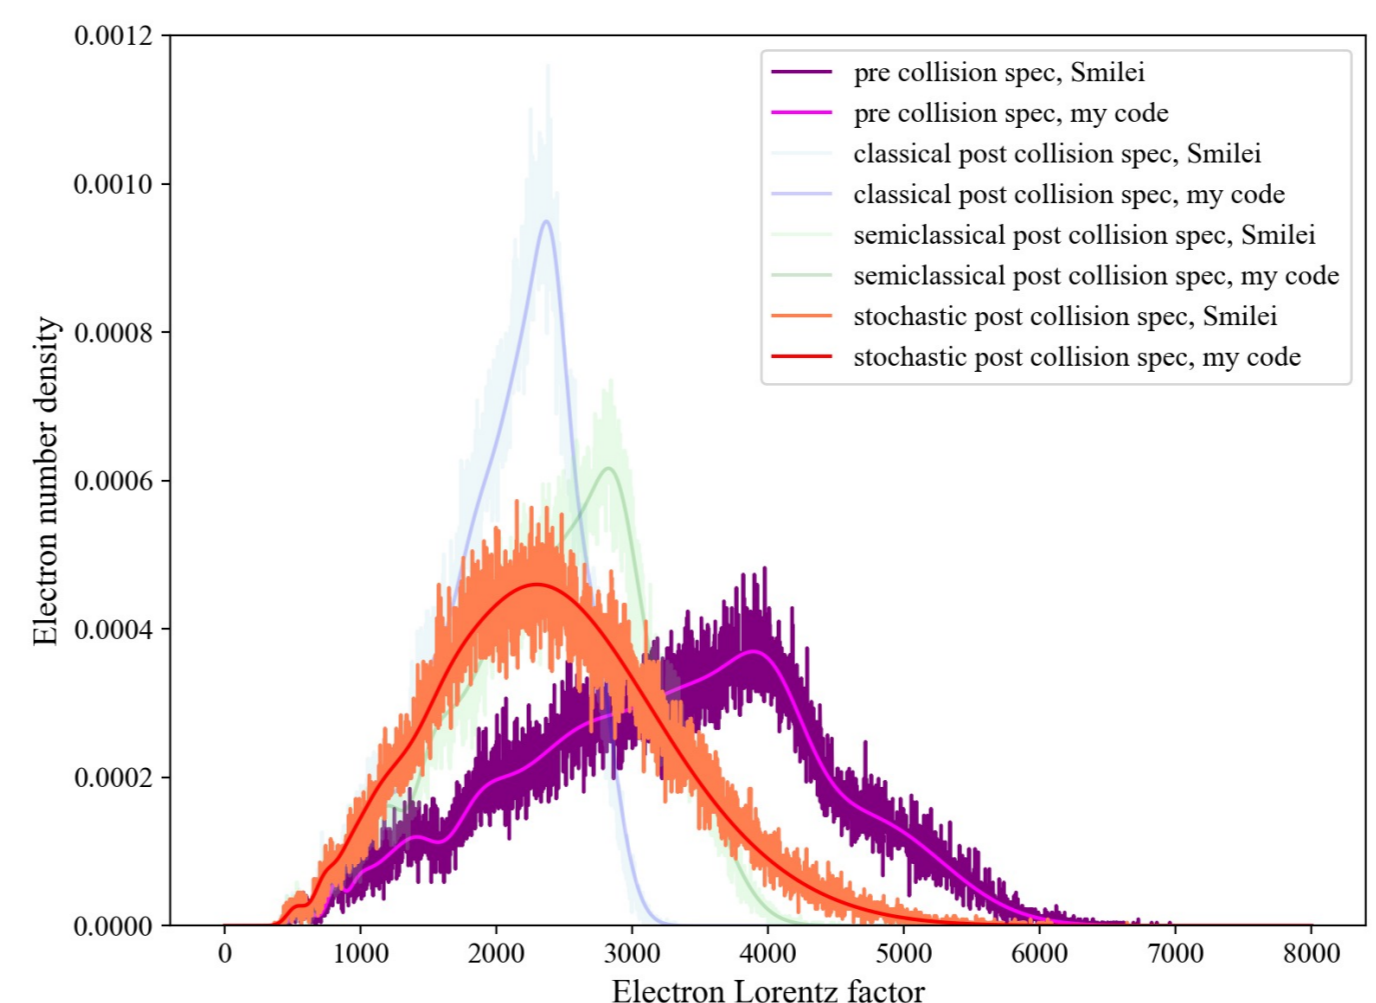 0.0012
0.0010
0.0008
0.0006
0.0004
0.0002
0.0000
Electron number density
pre collision spec, Smilei
pre collision spec, my code
classical post collision spec, Smilei
classical post collision spec, my code
semiclassical post collision spec, Smilei
semiclassical post collision spec, my code
stochastic post collision spec, Smilei
stochastic post collision spec, my code
0 1000 2000 3000 4000 5000 6000 7000 8000
Electron Lorentz factor